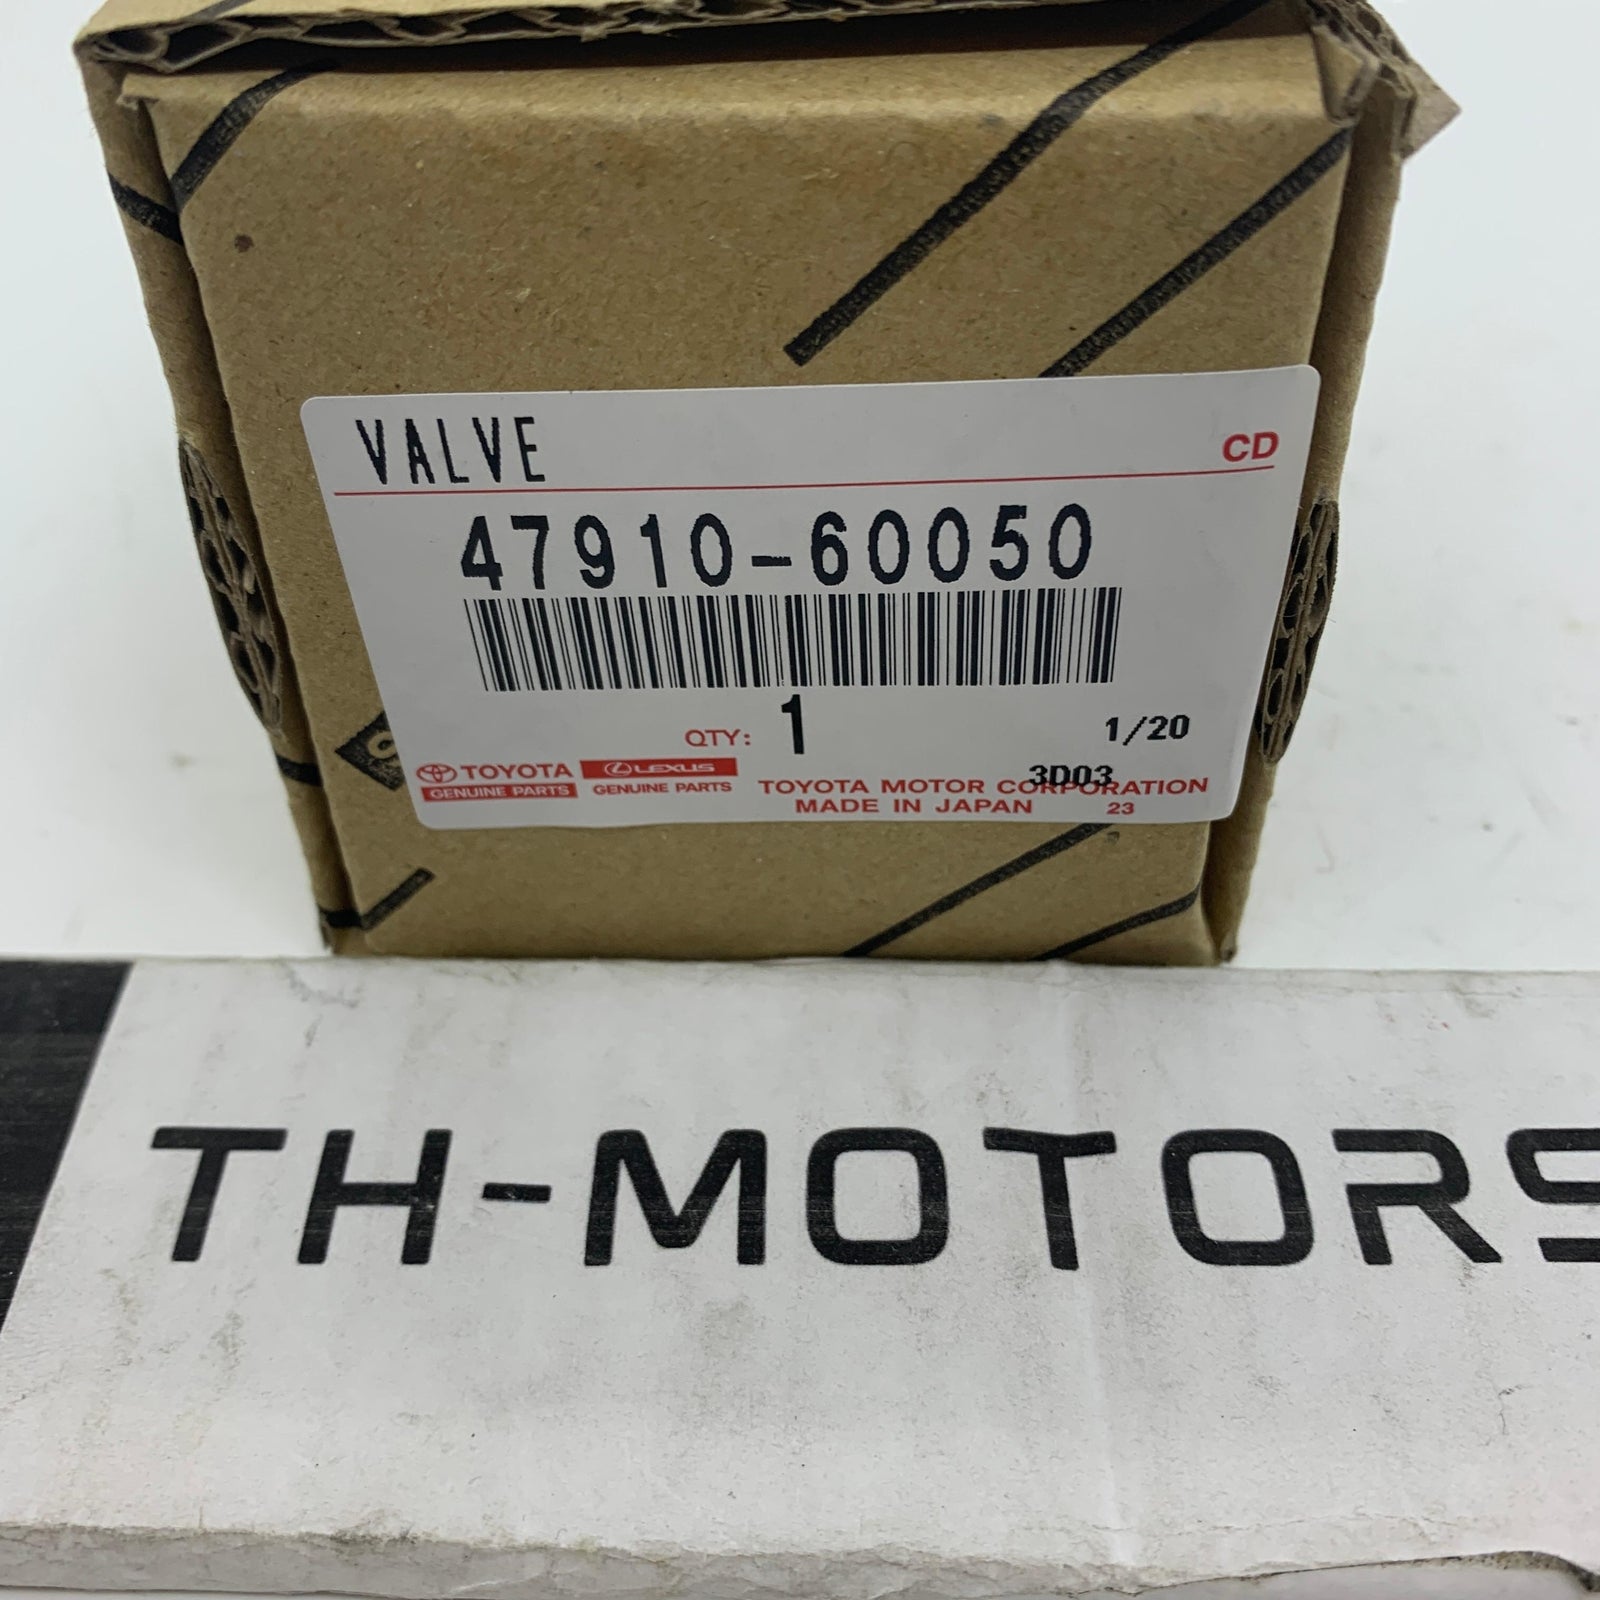 VALVE
CD
47910-60050
QTY: 1
1/20
TOYOTA
GENUINE PARTS
LEXUS
GENUINE PARTS
3D03
TOYOTA MOTOR CORPORATION
MADE IN JAPAN 23
TH-MOTORS